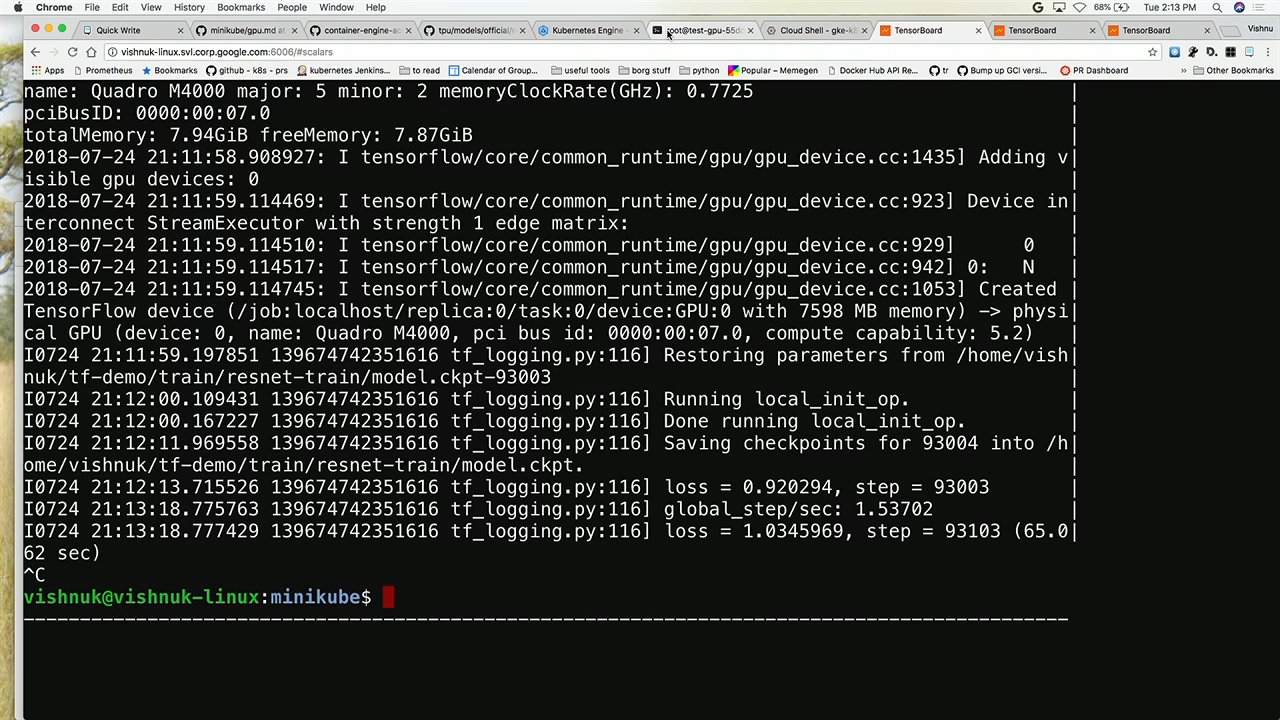 Chrome File Edit View History Bookmarks People Window Help 68% Tue 2:13 PM
Quick Write minikube/gpu.md at container-engine-ac tpu/models/official/r Kubernetes Engine - root@test-gpu-55d Cloud Shell - gke-k8 TensorBoard TensorBoard TensorBoard Vishnu
vishnuk-linux.svl.corp.google.com:6006/#scalars
Apps Prometheus Bookmarks github - k8s - prs kubernetes Jenkins... to read Calendar of Group... useful tools borg stuff python Popular – Memegen Docker Hub API Re... tr Bump up GCI versio... PR Dashboard » Other Bookmarks
name: Quadro M4000 major: 5 minor: 2 memoryClockRate(GHz): 0.7725
pciBusID: 0000:00:07.0
totalMemory: 7.94GiB freeMemory: 7.87GiB
2018-07-24 21:11:58.908927: I tensorflow/core/common_runtime/gpu/gpu_device.cc:1435] Adding v
isible gpu devices: 0
2018-07-24 21:11:59.114469: I tensorflow/core/common_runtime/gpu/gpu_device.cc:923] Device in
terconnect StreamExecutor with strength 1 edge matrix:
2018-07-24 21:11:59.114510: I tensorflow/core/common_runtime/gpu/gpu_device.cc:929] 0
2018-07-24 21:11:59.114517: I tensorflow/core/common_runtime/gpu/gpu_device.cc:942] 0: N
2018-07-24 21:11:59.114745: I tensorflow/core/common_runtime/gpu/gpu_device.cc:1053] Created
TensorFlow device (/job:localhost/replica:0/task:0/device:GPU:0 with 7598 MB memory) -> physi
cal GPU (device: 0, name: Quadro M4000, pci bus id: 0000:00:07.0, compute capability: 5.2)
I0724 21:11:59.197851 139674742351616 tf_logging.py:116] Restoring parameters from /home/vish
nuk/tf-demo/train/resnet-train/model.ckpt-93003
I0724 21:12:00.109431 139674742351616 tf_logging.py:116] Running local_init_op.
I0724 21:12:00.167227 139674742351616 tf_logging.py:116] Done running local_init_op.
I0724 21:12:11.969558 139674742351616 tf_logging.py:116] Saving checkpoints for 93004 into /h
ome/vishnuk/tf-demo/train/resnet-train/model.ckpt.
I0724 21:12:13.715526 139674742351616 tf_logging.py:116] loss = 0.920294, step = 93003
I0724 21:13:18.775763 139674742351616 tf_logging.py:116] global_step/sec: 1.53702
I0724 21:13:18.777429 139674742351616 tf_logging.py:116] loss = 1.0345969, step = 93103 (65.0
62 sec)
^C
vishnuk@vishnuk-linux:minikube$